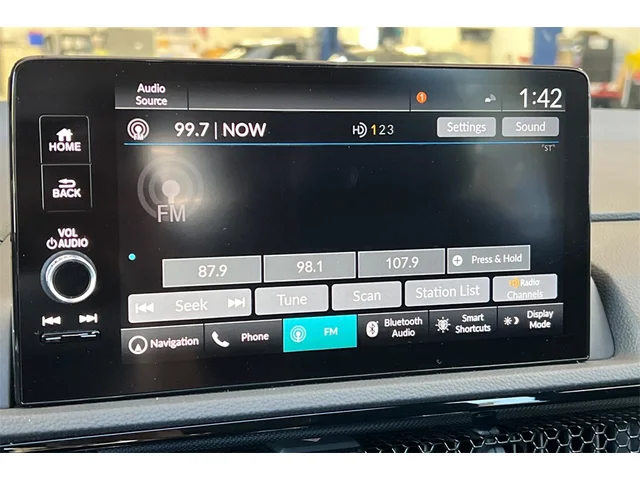 Audio
Source
1
1:42
HOME
99.7 | NOW
HD 1 2 3
Settings
Sound
"ST"
BACK
FM
VOL
AUDIO
87.9
98.1
107.9
+ Press & Hold
Seek
Tune
Scan
Station List
HD Radio
Channels
Navigation
Phone
FM
Bluetooth
Audio
Smart
Shortcuts
Display
Mode